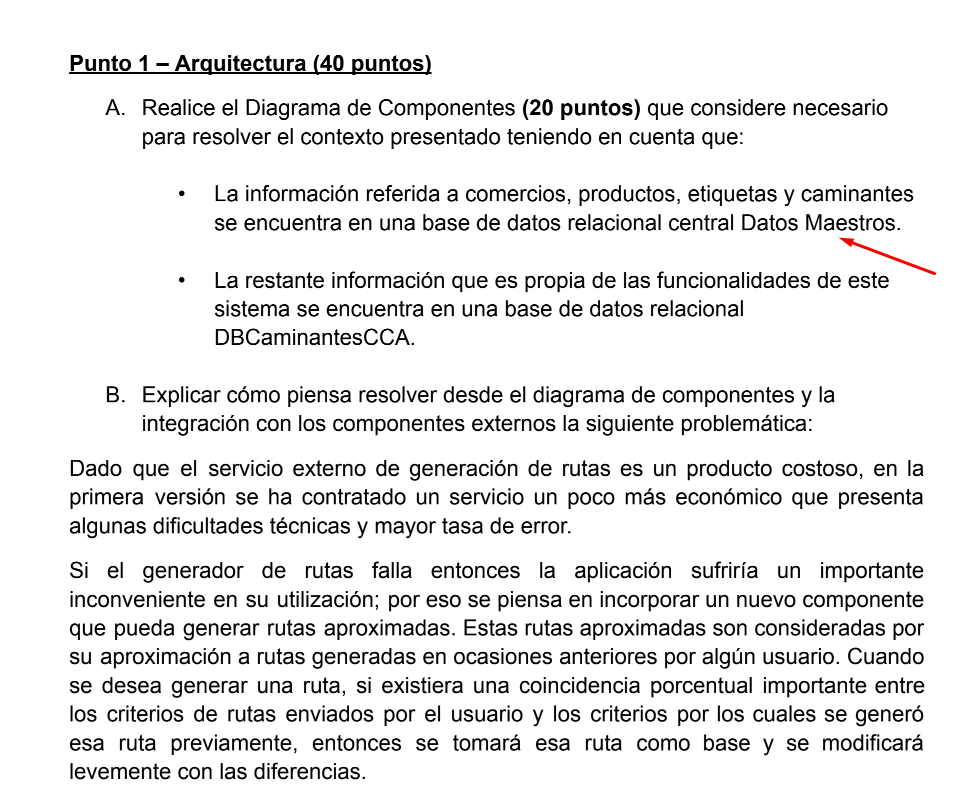 Punto 1 – Arquitectura (40 puntos)
A. Realice el Diagrama de Componentes (20 puntos) que considere necesario
para resolver el contexto presentado teniendo en cuenta que:
• La información referida a comercios, productos, etiquetas y caminantes
se encuentra en una base de datos relacional central Datos Maestros.
• La restante información que es propia de las funcionalidades de este
sistema se encuentra en una base de datos relacional
DBCaminantesCCA.
B. Explicar cómo piensa resolver desde el diagrama de componentes y la
integración con los componentes externos la siguiente problemática:
Dado que el servicio externo de generación de rutas es un producto costoso, en la
primera versión se ha contratado un servicio un poco más económico que presenta
algunas dificultades técnicas y mayor tasa de error.
Si el generador de rutas falla entonces la aplicación sufriría un importante
inconveniente en su utilización; por eso se piensa en incorporar un nuevo componente
que pueda generar rutas aproximadas. Estas rutas aproximadas son consideradas por
su aproximación a rutas generadas en ocasiones anteriores por algún usuario. Cuando
se desea generar una ruta, si existiera una coincidencia porcentual importante entre
los criterios de rutas enviados por el usuario y los criterios por los cuales se generó
esa ruta previamente, entonces se tomará esa ruta como base y se modificará
levemente con las diferencias.